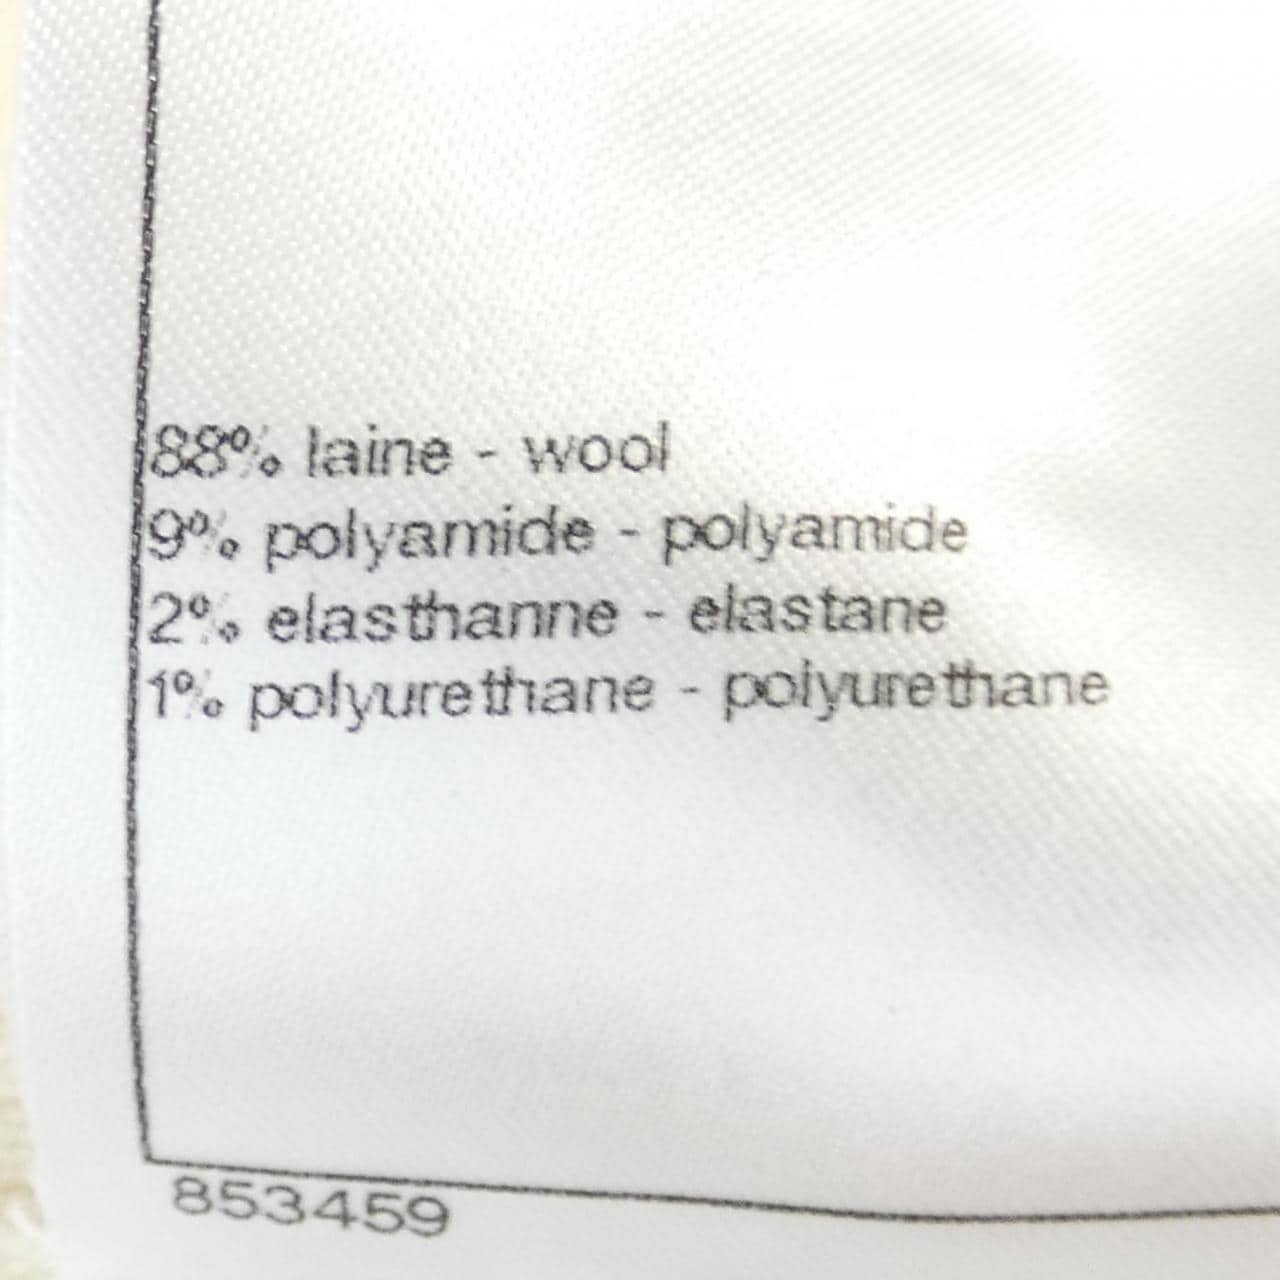 88% laine - wool
9% polyamide - polyamide
2% elasthanne - elastane
1% polyurethane - polyurethane
853459